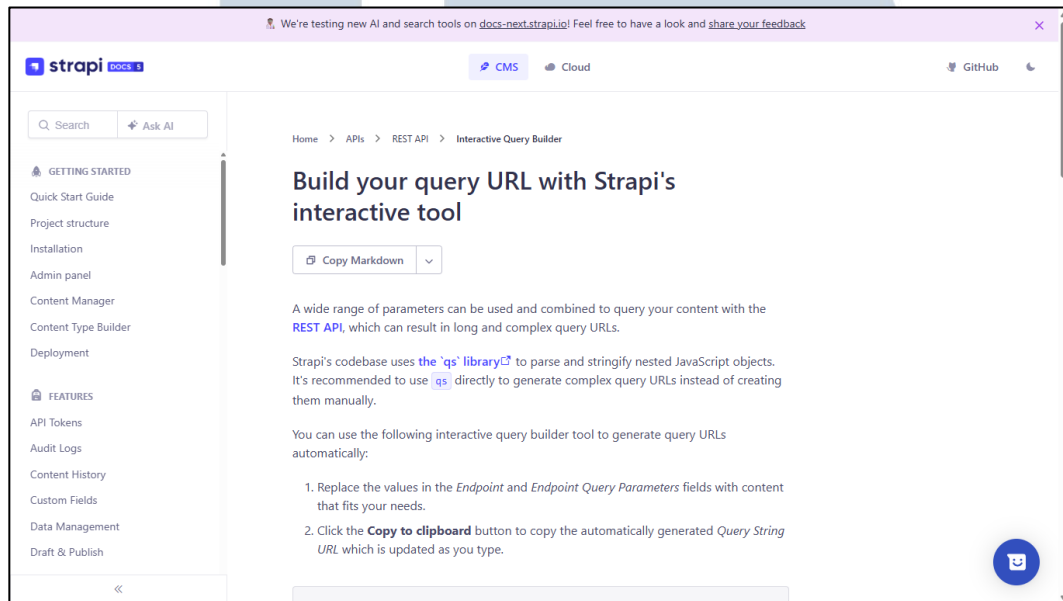 We're testing new AI and search tools on docs-next.strapi.io! Feel free to have a look and share your feedback
strapi DOCS 5
CMS
Cloud
GitHub
Search
Ask AI
GETTING STARTED
Quick Start Guide
Project structure
Installation
Admin panel
Content Manager
Content Type Builder
Deployment
FEATURES
API Tokens
Audit Logs
Content History
Custom Fields
Data Management
Draft & Publish
Home > APIs > REST API > Interactive Query Builder
Build your query URL with Strapi's
interactive tool
Copy Markdown
A wide range of parameters can be used and combined to query your content with the
REST API, which can result in long and complex query URLs.
Strapi's codebase uses the `qs` library to parse and stringify nested JavaScript objects.
It's recommended to use qs directly to generate complex query URLs instead of creating
them manually.
You can use the following interactive query builder tool to generate query URLs
automatically:
1. Replace the values in the Endpoint and Endpoint Query Parameters fields with content
that fits your needs.
2. Click the Copy to clipboard button to copy the automatically generated Query String
URL which is updated as you type.